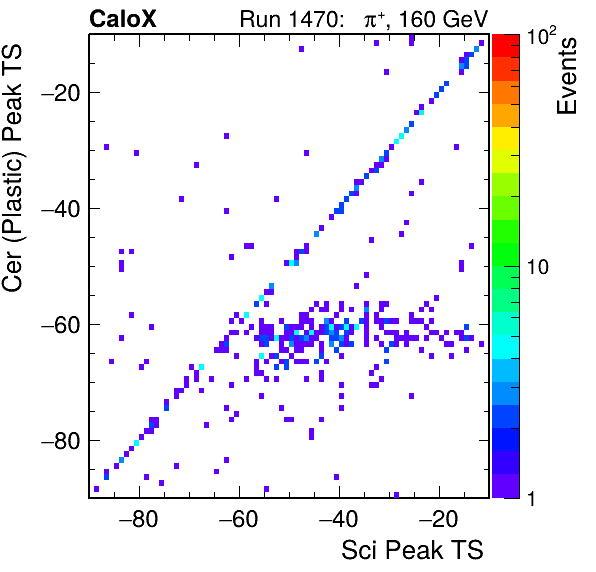 CaloX Run 1470: π⁺, 160 GeV
Cer (Plastic) Peak TS
−20
−40
−60
−80
−80 −60 −40 −20
Sci Peak TS
10²
10
1
Events